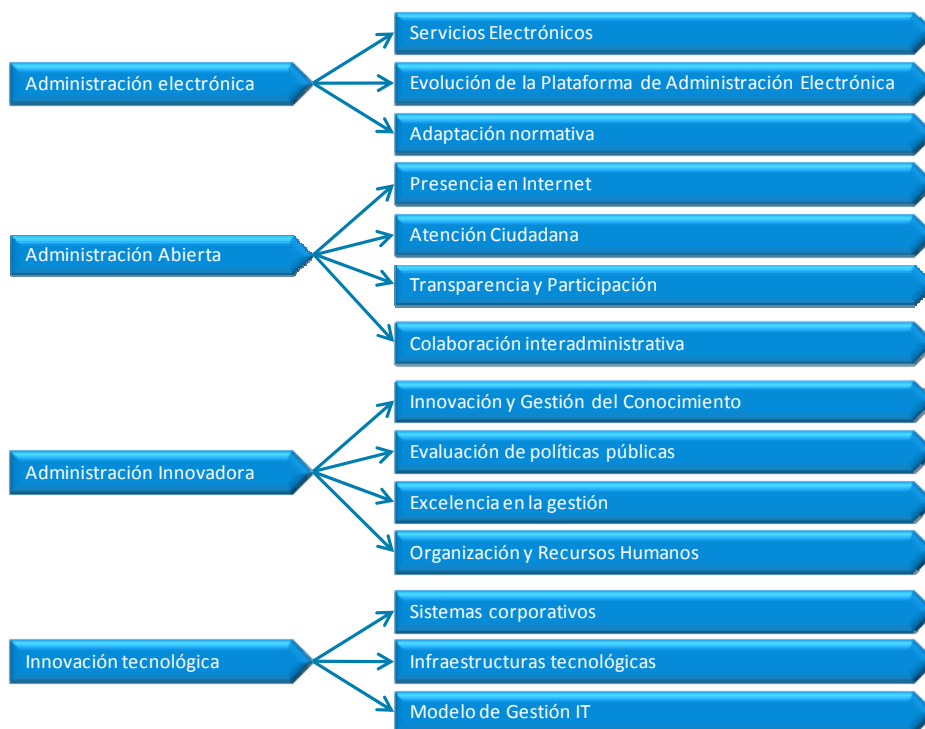 Administración electrónica
Servicios Electrónicos
Evolución de la Plataforma de Administración Electrónica
Adaptación normativa
Administración Abierta
Presencia en Internet
Atención Ciudadana
Transparencia y Participación
Colaboración interadministrativa
Administración Innovadora
Innovación y Gestión del Conocimiento
Evaluación de políticas públicas
Excelencia en la gestión
Organización y Recursos Humanos
Innovación tecnológica
Sistemas corporativos
Infraestructuras tecnológicas
Modelo de Gestión IT